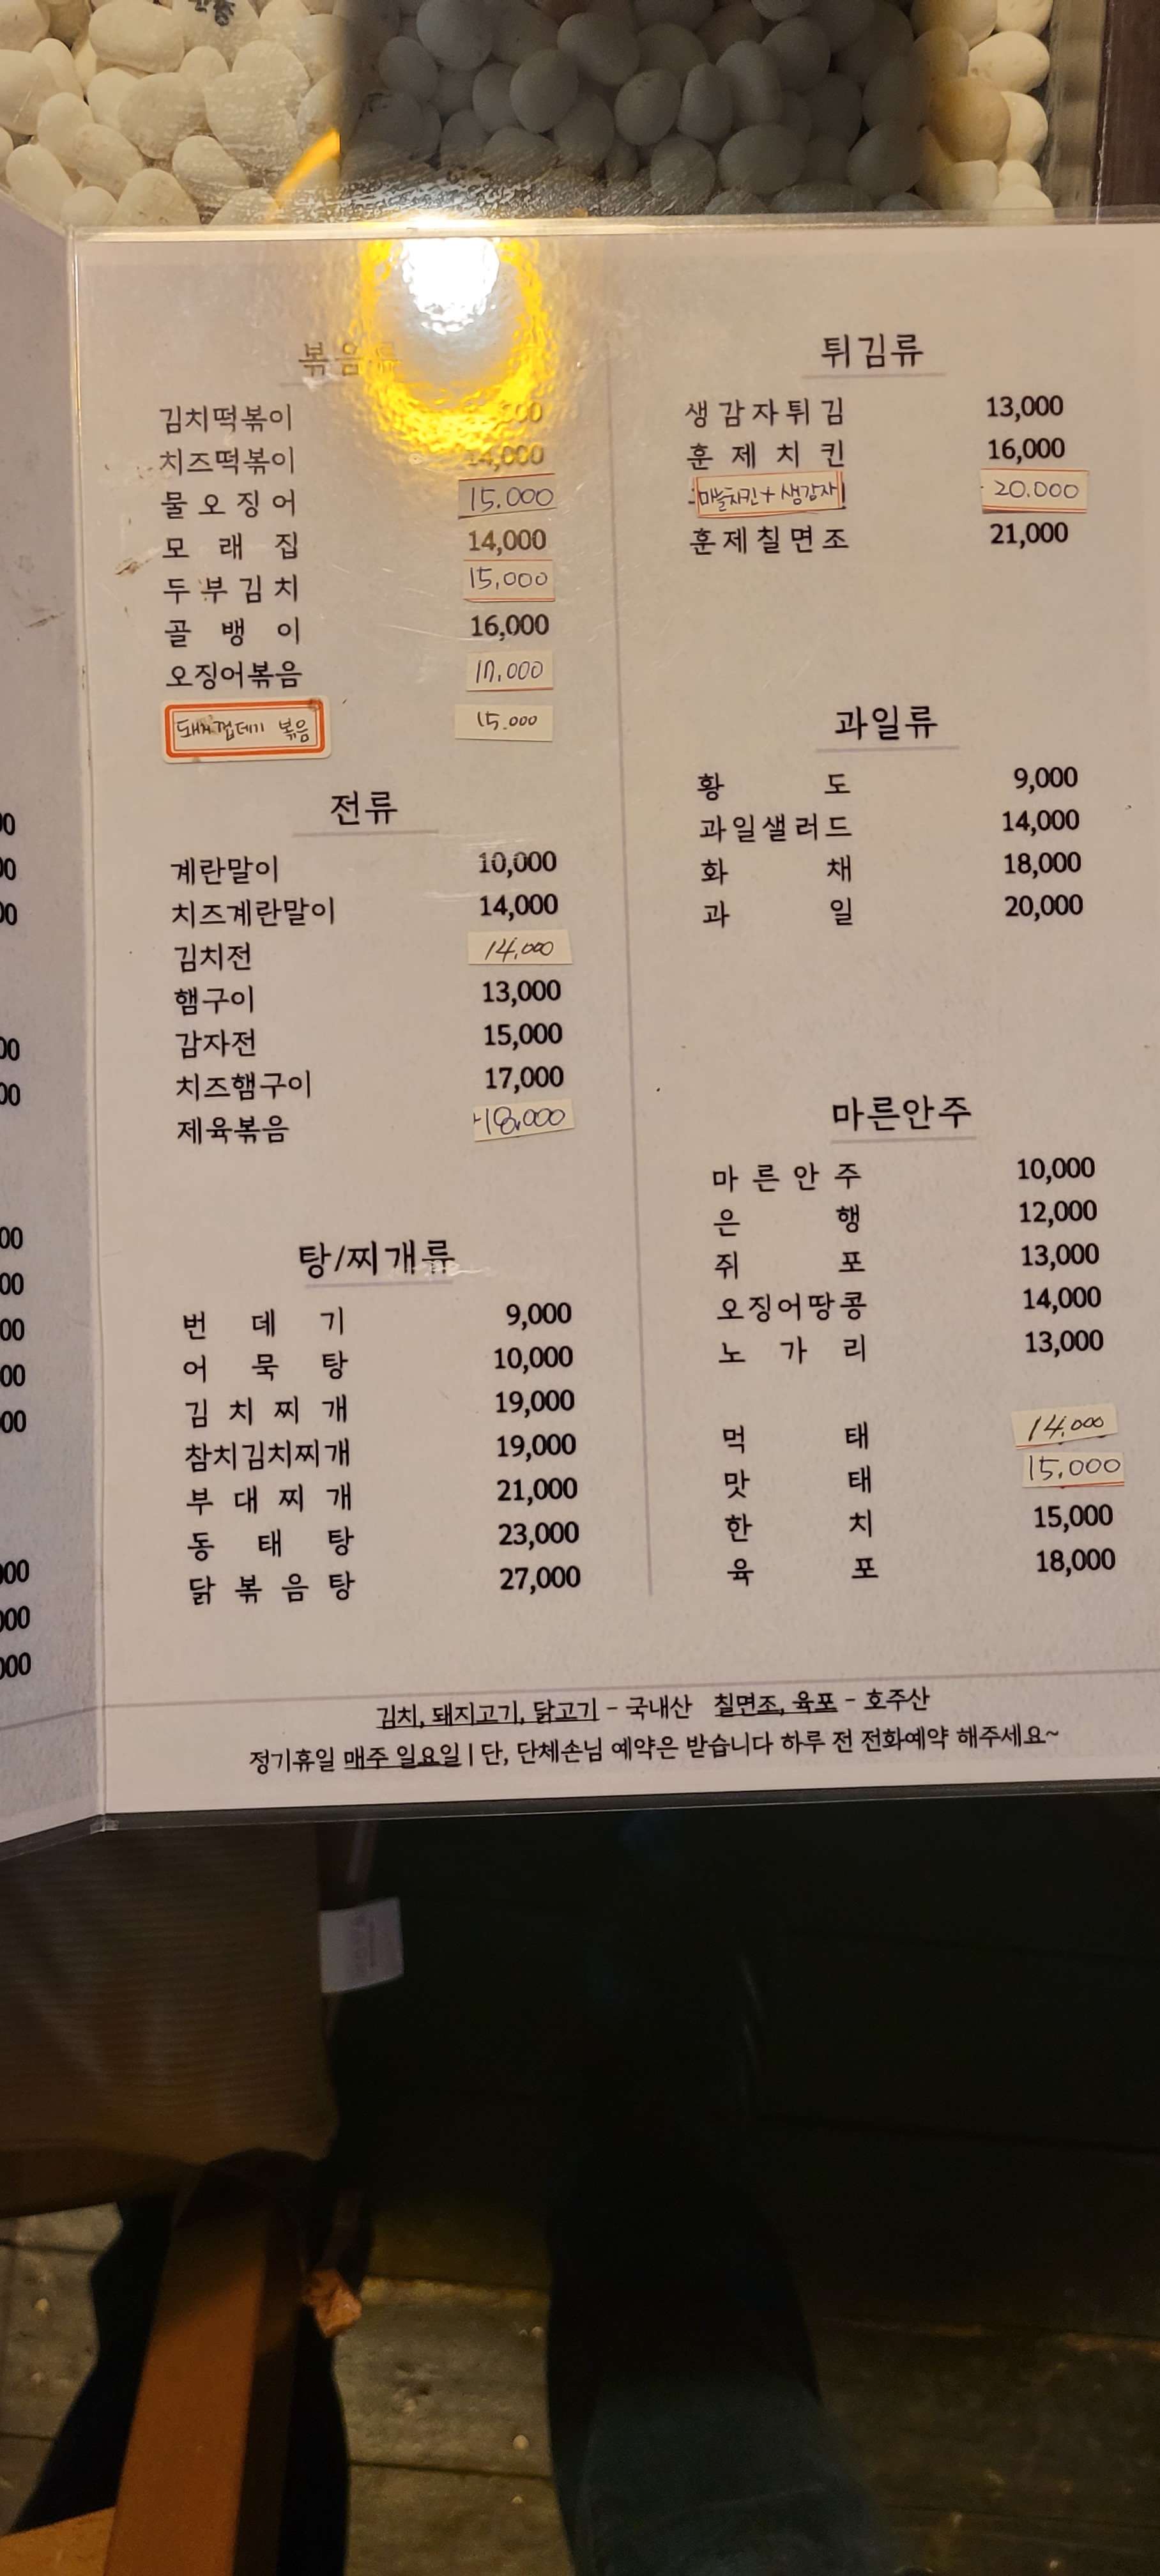 볶음류
김치떡볶이
치즈떡볶이 14,000
물오징어 15.000
모래집 14,000
두부김치 15,000
골뱅이 16,000
오징어볶음 17,000
돼지껍데기 볶음 15.000
전류
계란말이 10,000
치즈계란말이 14,000
김치전 14,000
햄구이 13,000
감자전 15,000
치즈햄구이 17,000
제육볶음 18,000
탕/찌개류
번데기 9,000
어묵탕 10,000
김치찌개 19,000
참치김치찌개 19,000
부대찌개 21,000
동태탕 23,000
닭볶음탕 27,000
튀김류
생감자튀김 13,000
훈제치킨 16,000
마늘치킨+생감자 20.000
훈제칠면조 21,000
과일류
황도 9,000
과일샐러드 14,000
화채 18,000
과일 20,000
마른안주
마른안주 10,000
은행 12,000
쥐포 13,000
오징어땅콩 14,000
노가리 13,000
먹태 14,000
맛태 15,000
한치 15,000
육포 18,000
김치, 돼지고기, 닭고기 - 국내산 칠면조, 육포 - 호주산
정기휴일 매주 일요일 | 단, 단체손님 예약은 받습니다 하루 전 전화예약 해주세요~